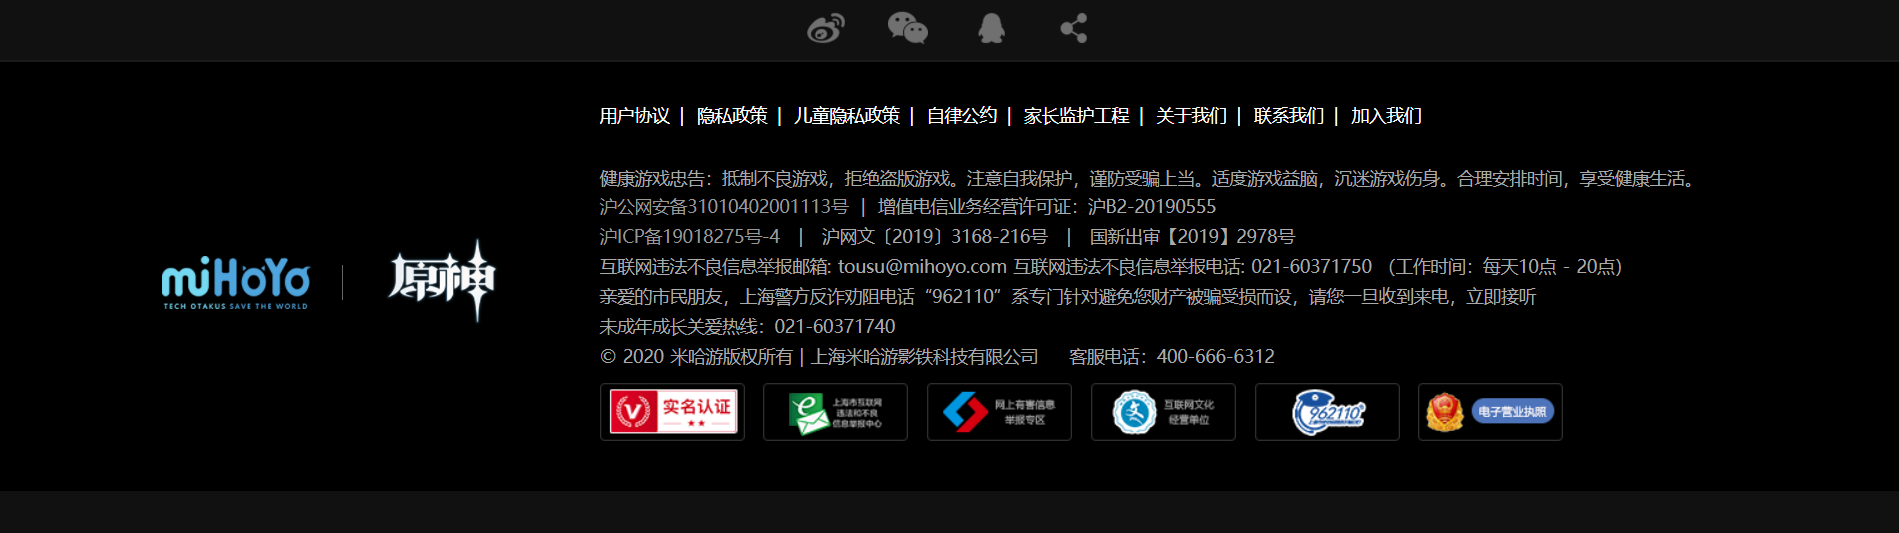 用户协议 | 隐私政策 | 儿童隐私政策 | 自律公约 | 家长监护工程 | 关于我们 | 联系我们 | 加入我们
健康游戏忠告：抵制不良游戏，拒绝盗版游戏。注意自我保护，谨防受骗上当。适度游戏益脑，沉迷游戏伤身。合理安排时间，享受健康生活。
沪公网安备31010402001113号 | 增值电信业务经营许可证：沪B2-20190555
沪ICP备19018275号-4 | 沪网文〔2019〕3168-216号 | 国新出审【2019】2978号
互联网违法不良信息举报邮箱: tousu@mihoyo.com 互联网违法不良信息举报电话: 021-60371750 （工作时间：每天10点 - 20点）
亲爱的市民朋友，上海警方反诈劝阻电话“962110”系专门针对避免您财产被骗受损而设，请您一旦收到来电，立即接听
未成年成长关爱热线：021-60371740
© 2020 米哈游版权所有 | 上海米哈游影铁科技有限公司 客服电话：400-666-6312
miHoYo
TECH OTAKUS SAVE THE WORLD
原神
实名认证
上海市互联网
违法和不良
信息举报中心
网上有害信息
举报专区
互联网文化
经营单位
962110
电子营业执照